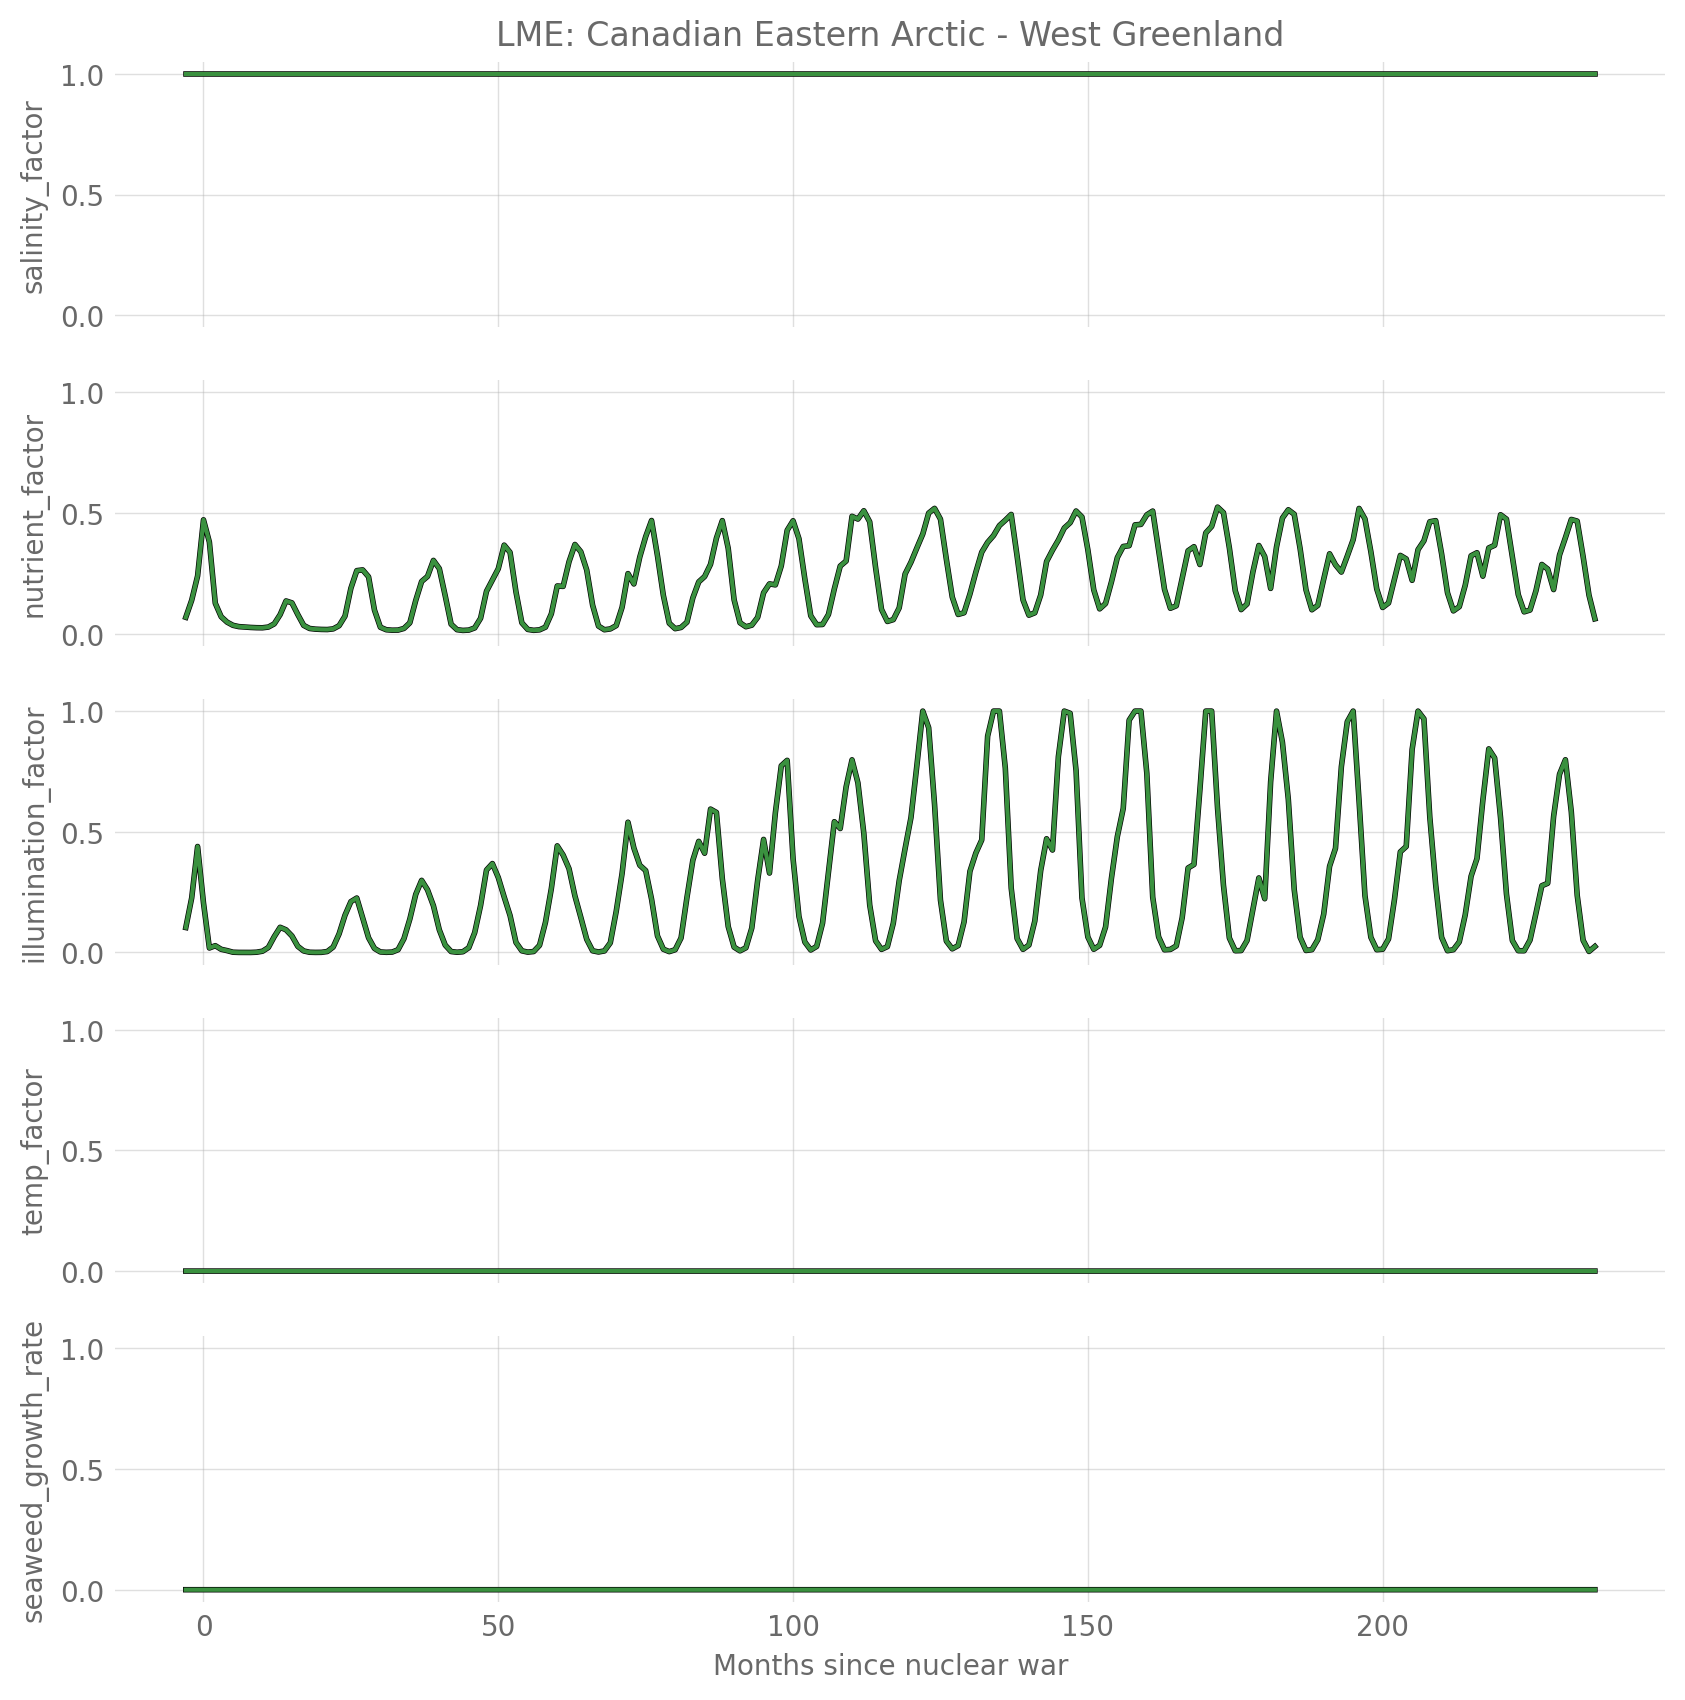 LME: Canadian Eastern Arctic - West Greenland
1.0
0.5
0.0
salinity_factor
1.0
0.5
0.0
nutrient_factor
1.0
0.5
0.0
illumination_factor
1.0
0.5
0.0
temp_factor
1.0
0.5
0.0
seaweed_growth_rate
0 50 100 150 200
Months since nuclear war